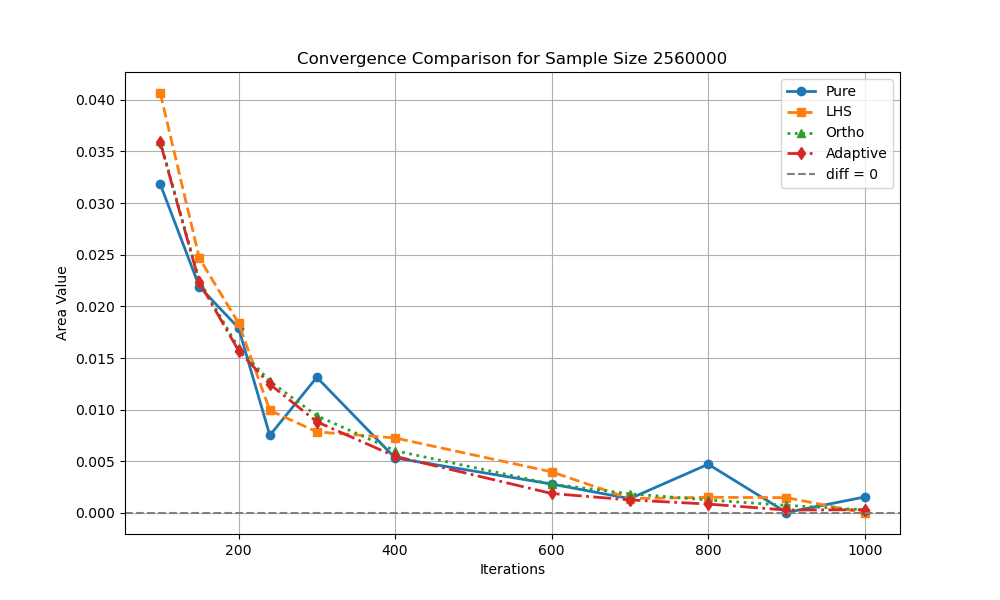 Convergence Comparison for Sample Size 2560000
Pure
LHS
Ortho
Adaptive
diff = 0
Area Value
0.040
0.035
0.030
0.025
0.020
0.015
0.010
0.005
0.000
200 400 600 800 1000
Iterations